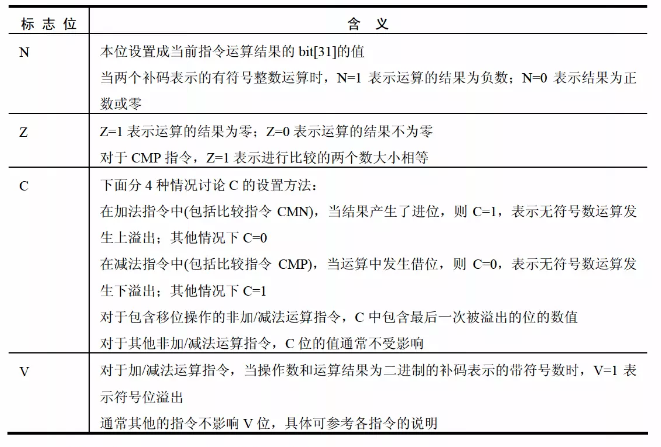 标 志 位 含 义
N 本位设置成当前指令运算结果的 bit[31]的值
当两个补码表示的有符号整数运算时，N=1 表示运算的结果为负数；N=0 表示结果为正
数或零
Z Z=1 表示运算的结果为零；Z=0 表示运算的结果不为零
对于 CMP 指令，Z=1 表示进行比较的两个数大小相等
C 下面分 4 种情况讨论 C 的设置方法：
在加法指令中(包括比较指令 CMN)，当结果产生了进位，则 C=1，表示无符号数运算发
生上溢出；其他情况下 C=0
在减法指令中(包括比较指令 CMP)，当运算中发生借位，则 C=0，表示无符号数运算发
生下溢出；其他情况下 C=1
对于包含移位操作的非加/减法运算指令，C 中包含最后一次被溢出的位的数值
对于其他非加/减法运算指令，C 位的值通常不受影响
V 对于加/减法运算指令，当操作数和运算结果为二进制的补码表示的带符号数时，V=1 表
示符号位溢出
通常其他的指令不影响 V 位，具体可参考各指令的说明